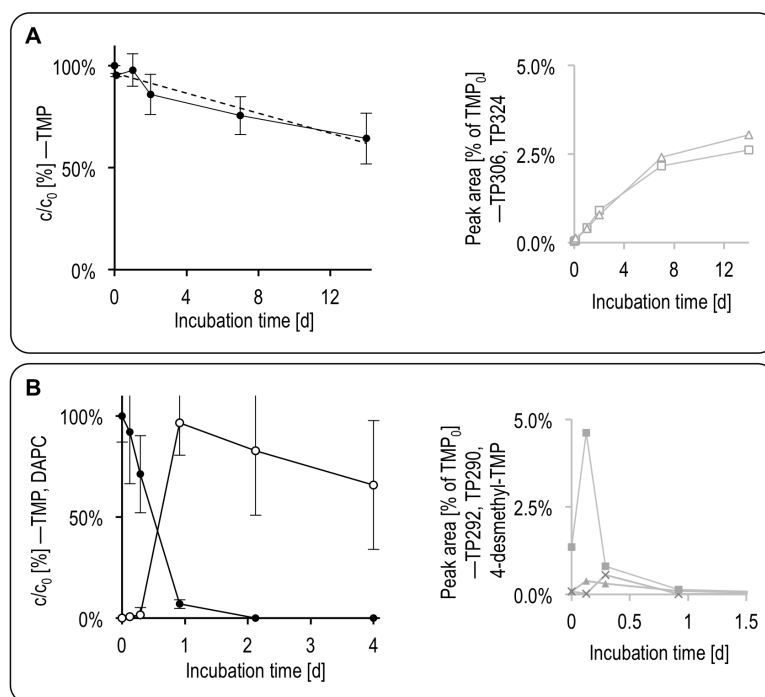 A
100%
50%
0%
c/c0 [%] —TMP
0 4 8 12
Incubation time [d]
5.0%
2.5%
0.0%
Peak area [% of TMP0]
—TP306, TP324
0 4 8 12
Incubation time [d]
B
100%
50%
0%
c/c0 [%] —TMP, DAPC
0 1 2 3 4
Incubation time [d]
5.0%
2.5%
0.0%
Peak area [% of TMP0]
—TP292, TP290,
4-desmethyl-TMP
0 0.5 1 1.5
Incubation time [d]